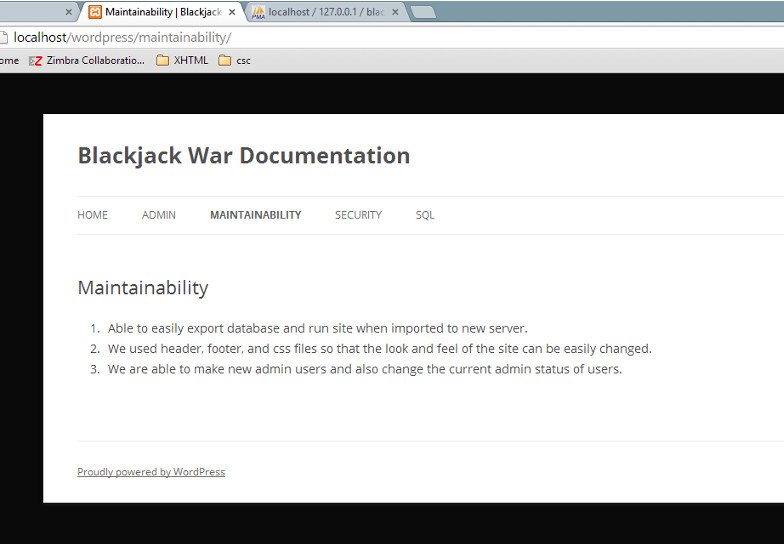 Maintainability | Blackjack
localhost / 127.0.0.1 / blac
localhost/wordpress/maintainability/
ome Zimbra Collaboratio... XHTML csc
Blackjack War Documentation
HOME ADMIN MAINTAINABILITY SECURITY SQL
Maintainability
1. Able to easily export database and run site when imported to new server.
2. We used header, footer, and css files so that the look and feel of the site can be easily changed.
3. We are able to make new admin users and also change the current admin status of users.
Proudly powered by WordPress